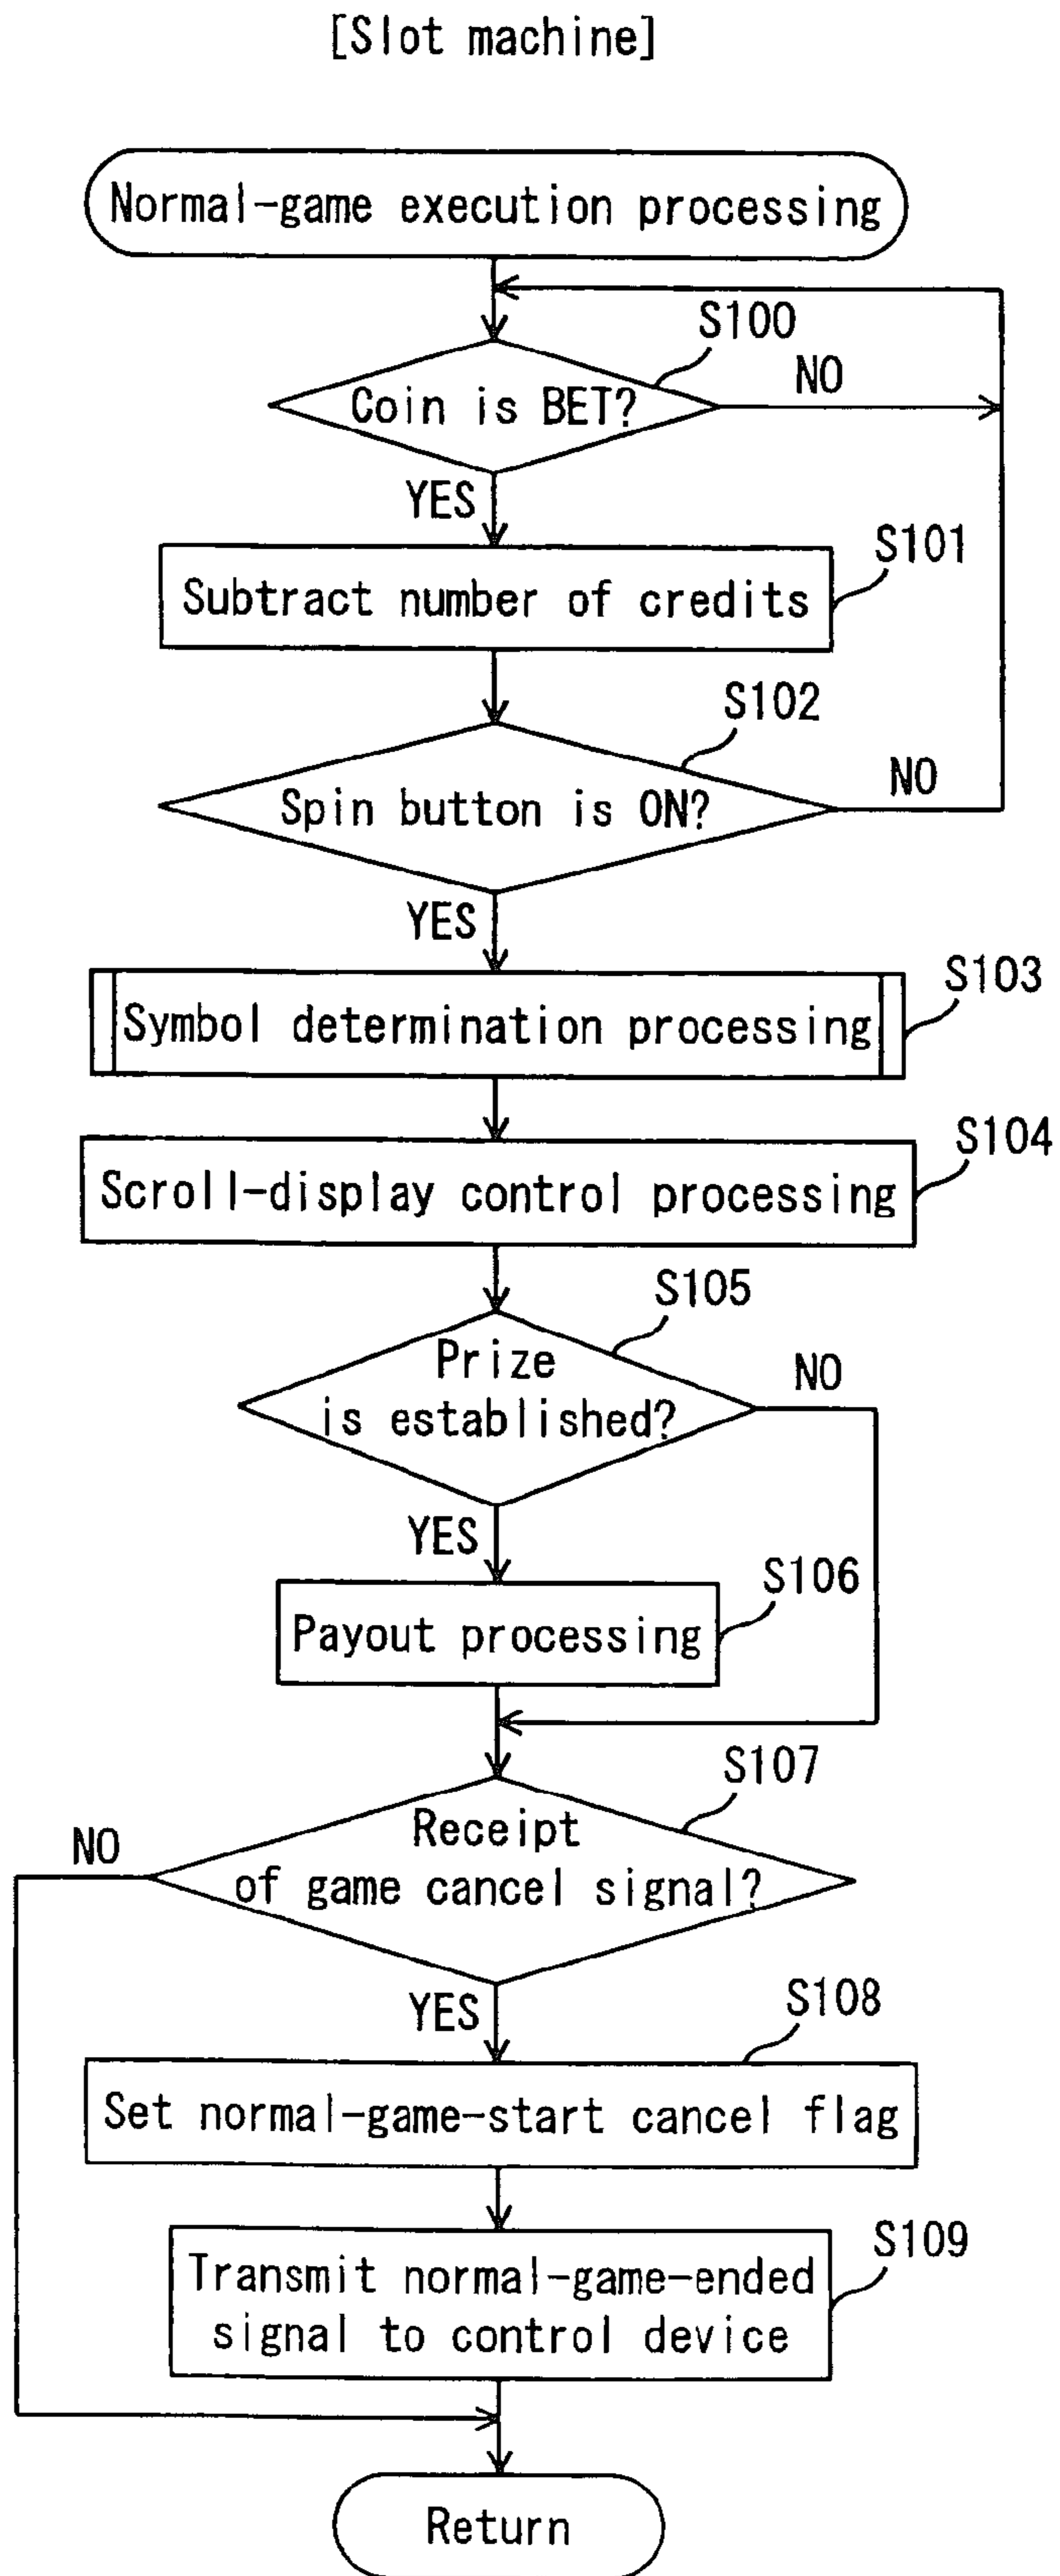 [Slot machine]
Normal-game execution processing
S100
Coin is BET?
NO
YES
S101
Subtract number of credits
S102
Spin button is ON?
NO
YES
S103
Symbol determination processing
S104
Scroll-display control processing
S105
Prize
is established?
NO
YES
S106
Payout processing
S107
Receipt
of game cancel signal?
NO
YES
S108
Set normal-game-start cancel flag
S109
Transmit normal-game-ended
signal to control device
Return